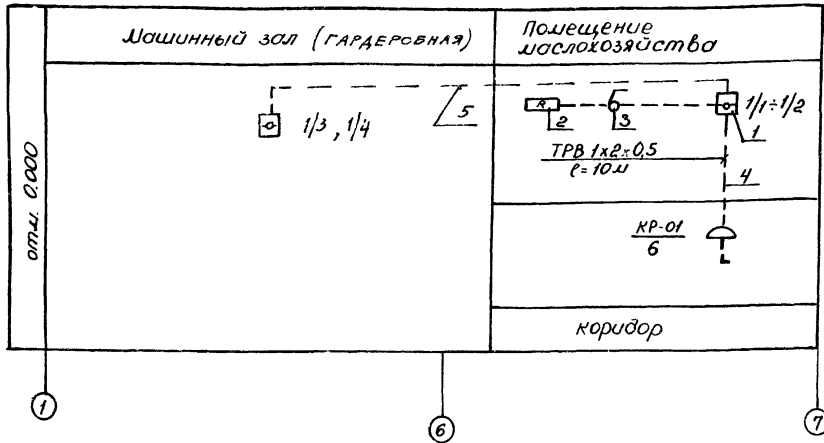 Машинный зал (ГАРДЕРОБНАЯ)
Помещение
маслохозяйства
отм. 0.000
1/3, 1/4
5
R
2
3
1/1÷1/2
1
ТРВ 1х2х0,5
ℓ=10м
4
КР-01
6
коридор
1
6
7